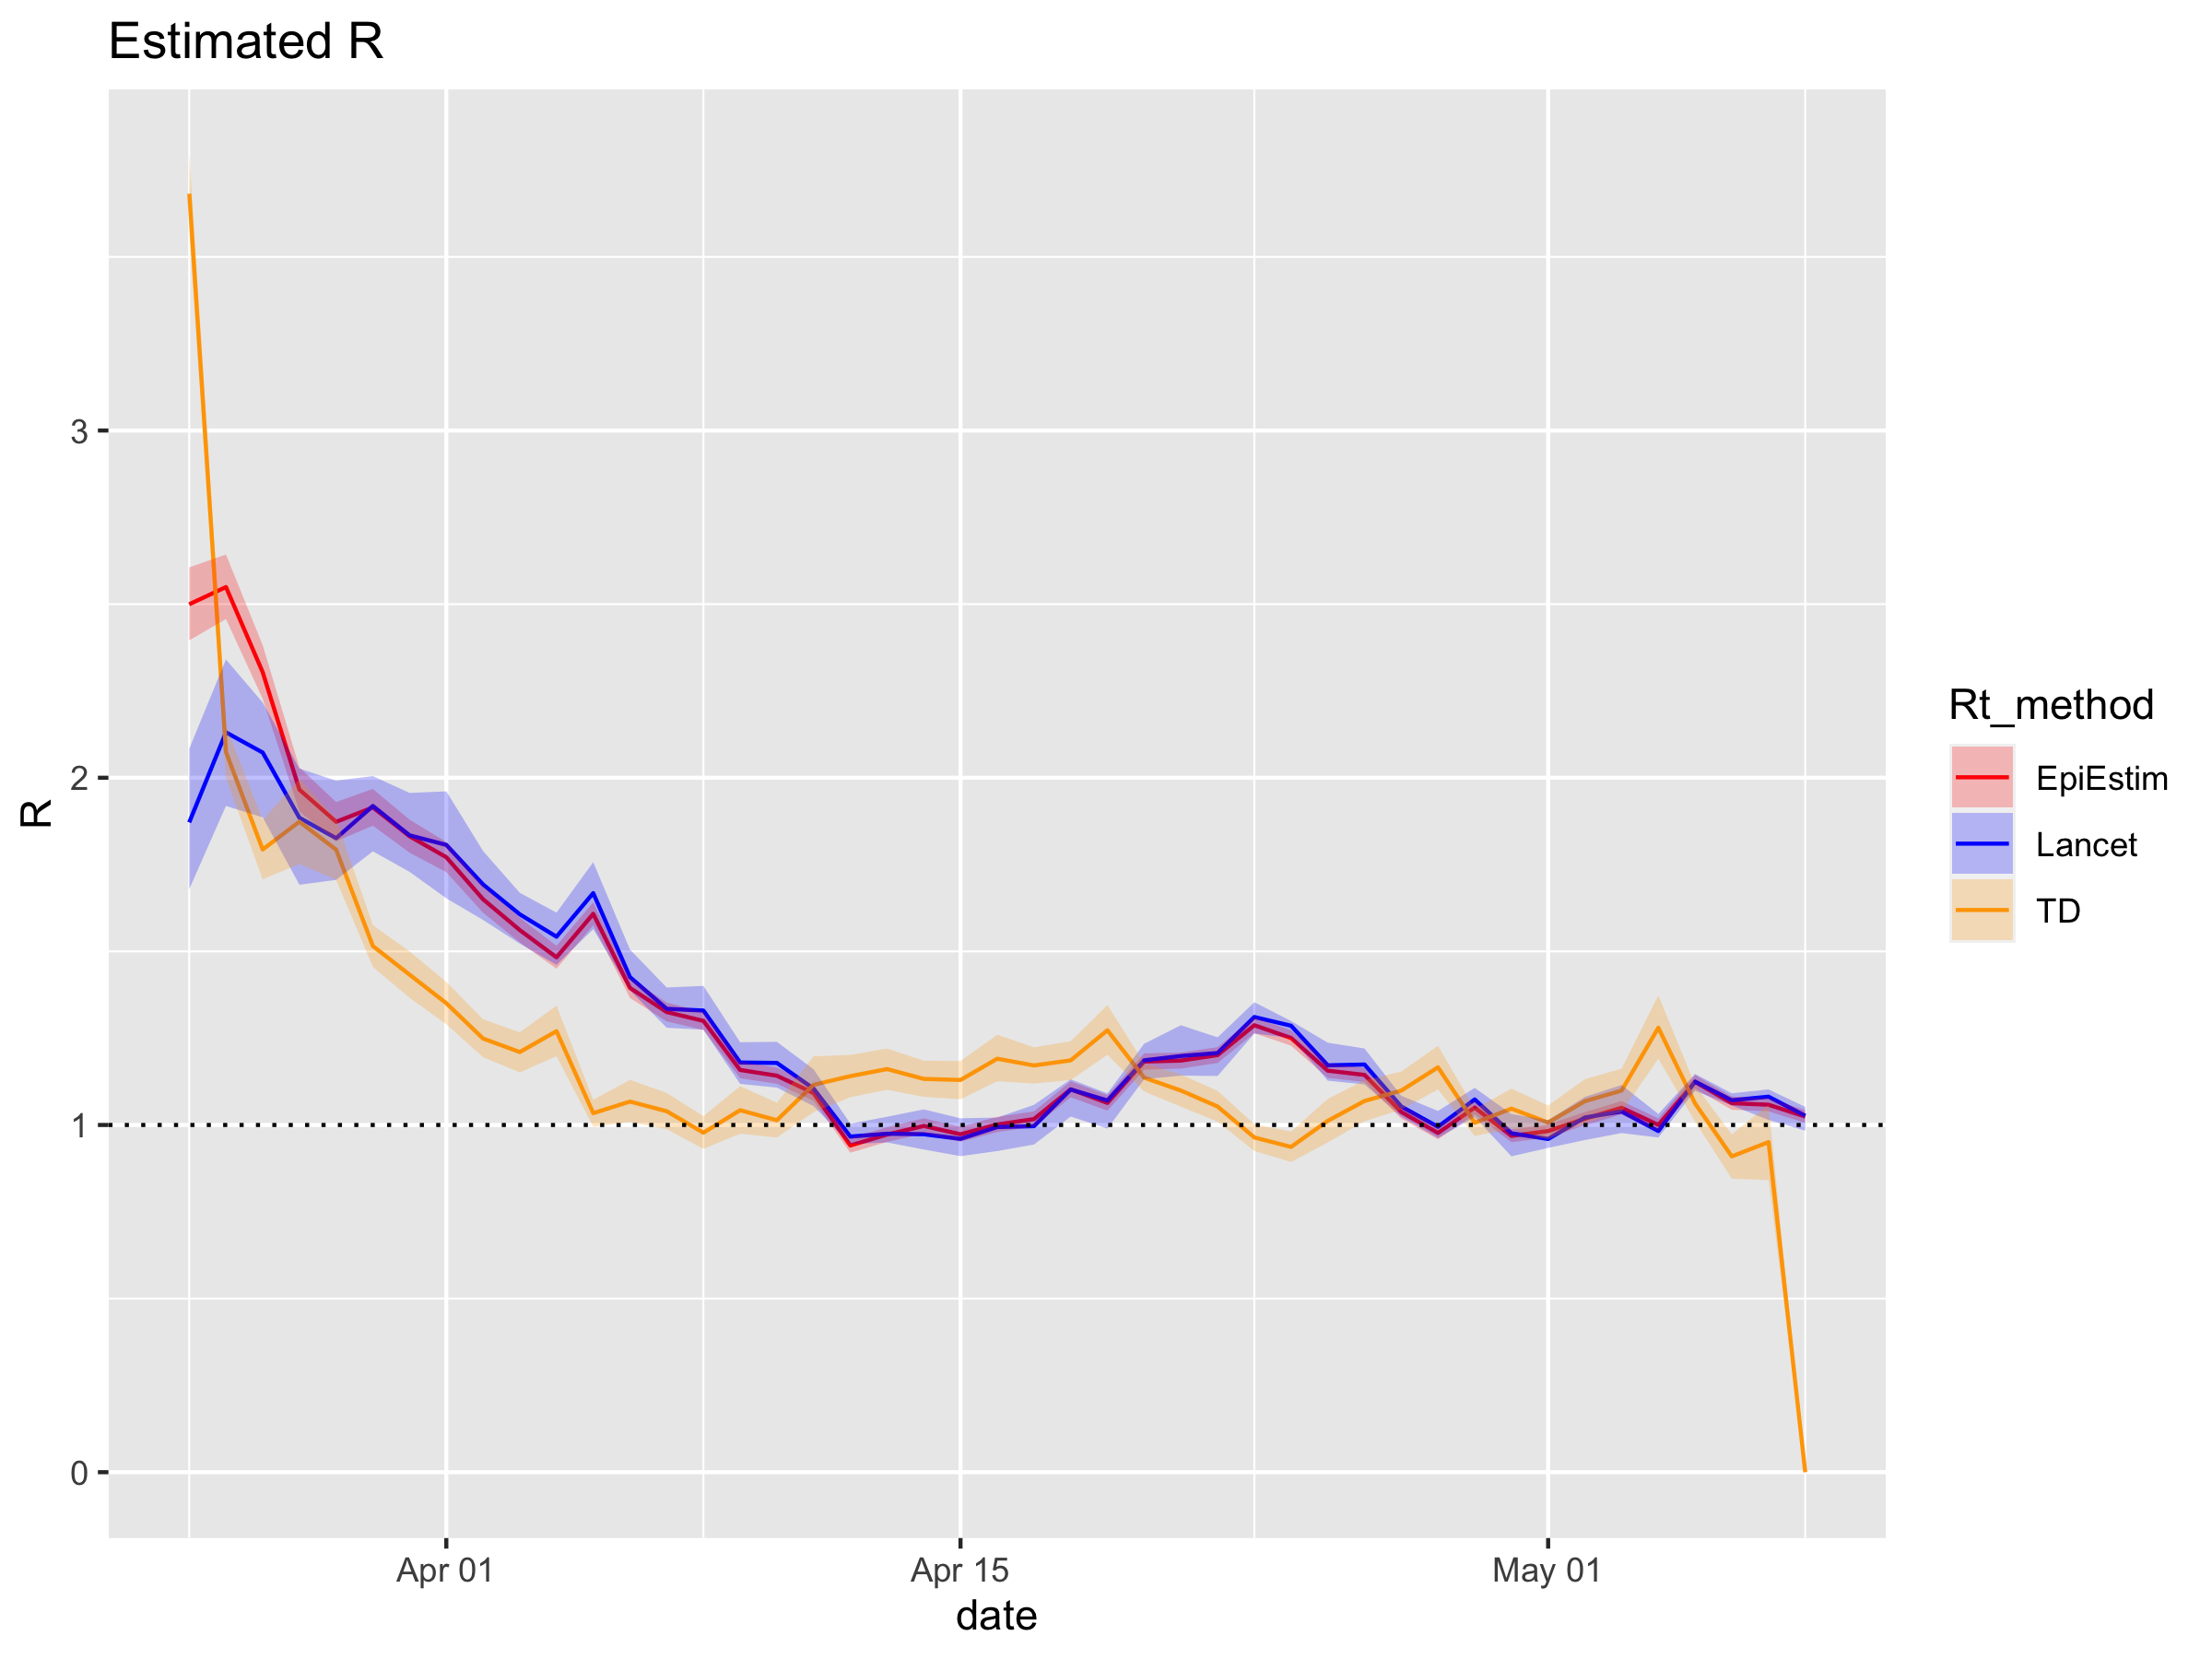 Estimated R
3
2
1
0
R
Apr 01
Apr 15
May 01
date
Rt_method
EpiEstim
Lancet
TD